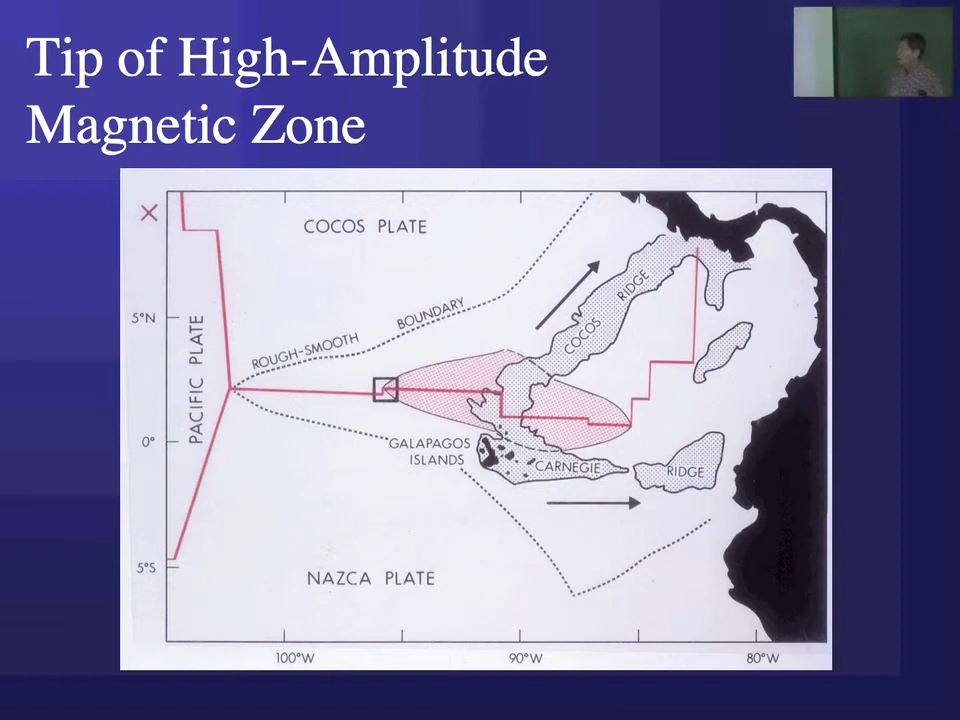 Tip of High-Amplitude
Magnetic Zone
COCOS PLATE
5°N
PACIFIC PLATE
ROUGH-SMOOTH BOUNDARY
COCOS RIDGE
0°
GALAPAGOS
ISLANDS
CARNEGIE RIDGE
5°S
NAZCA PLATE
100°W 90°W 80°W